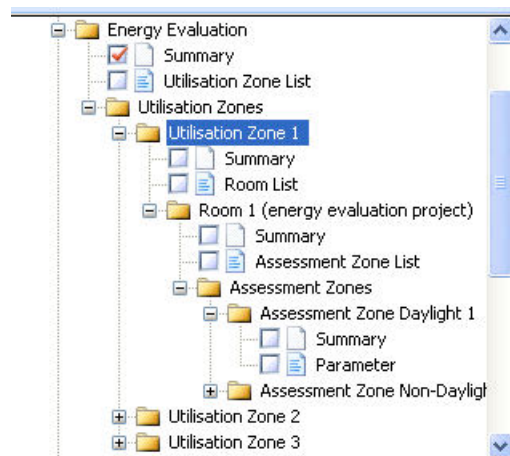 Energy Evaluation
Summary
Utilisation Zone List
Utilisation Zones
Utilisation Zone 1
Summary
Room List
Room 1 (energy evaluation project)
Summary
Assessment Zone List
Assessment Zones
Assessment Zone Daylight 1
Summary
Parameter
Assessment Zone Non-Dayligh
Utilisation Zone 2
Utilisation Zone 3